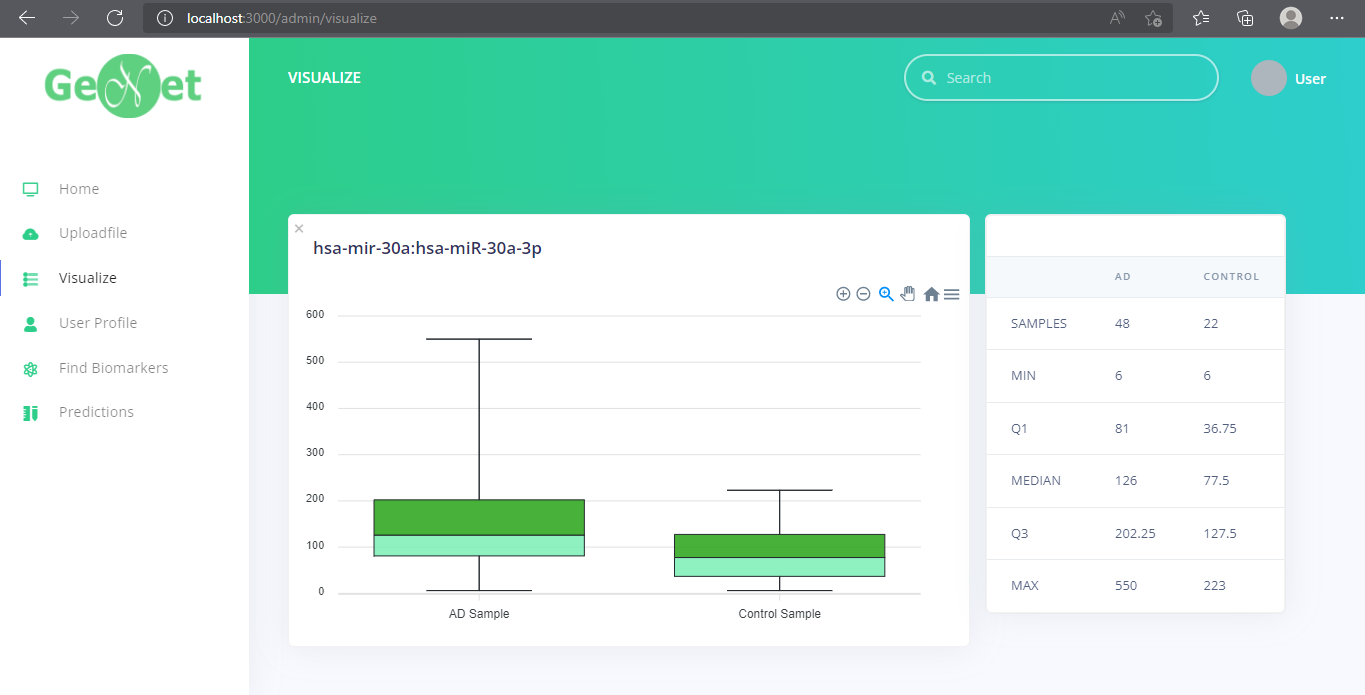 localhost:3000/admin/visualize
GeNet
VISUALIZE
Search
User
Home
Uploadfile
Visualize
User Profile
Find Biomarkers
Predictions
hsa-mir-30a:hsa-miR-30a-3p
600
500
400
300
200
100
0
AD Sample Control Sample
AD CONTROL
SAMPLES 48 22
MIN 6 6
Q1 81 36.75
MEDIAN 126 77.5
Q3 202.25 127.5
MAX 550 223